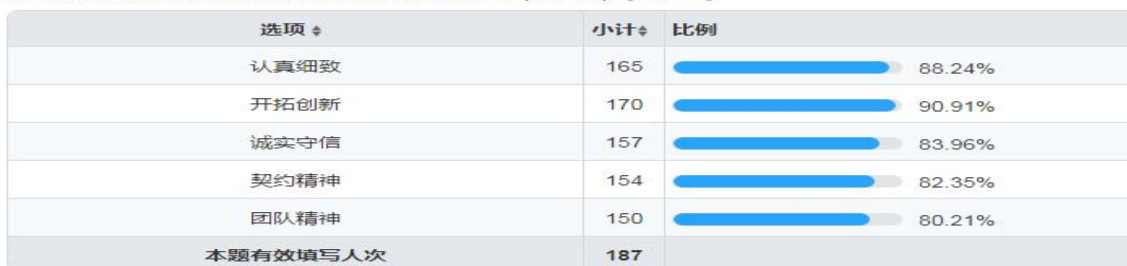 选项 小计 比例
认真细致 165 88.24%
开拓创新 170 90.91%
诚实守信 157 83.96%
契约精神 154 82.35%
团队精神 150 80.21%
本题有效填写人次 187